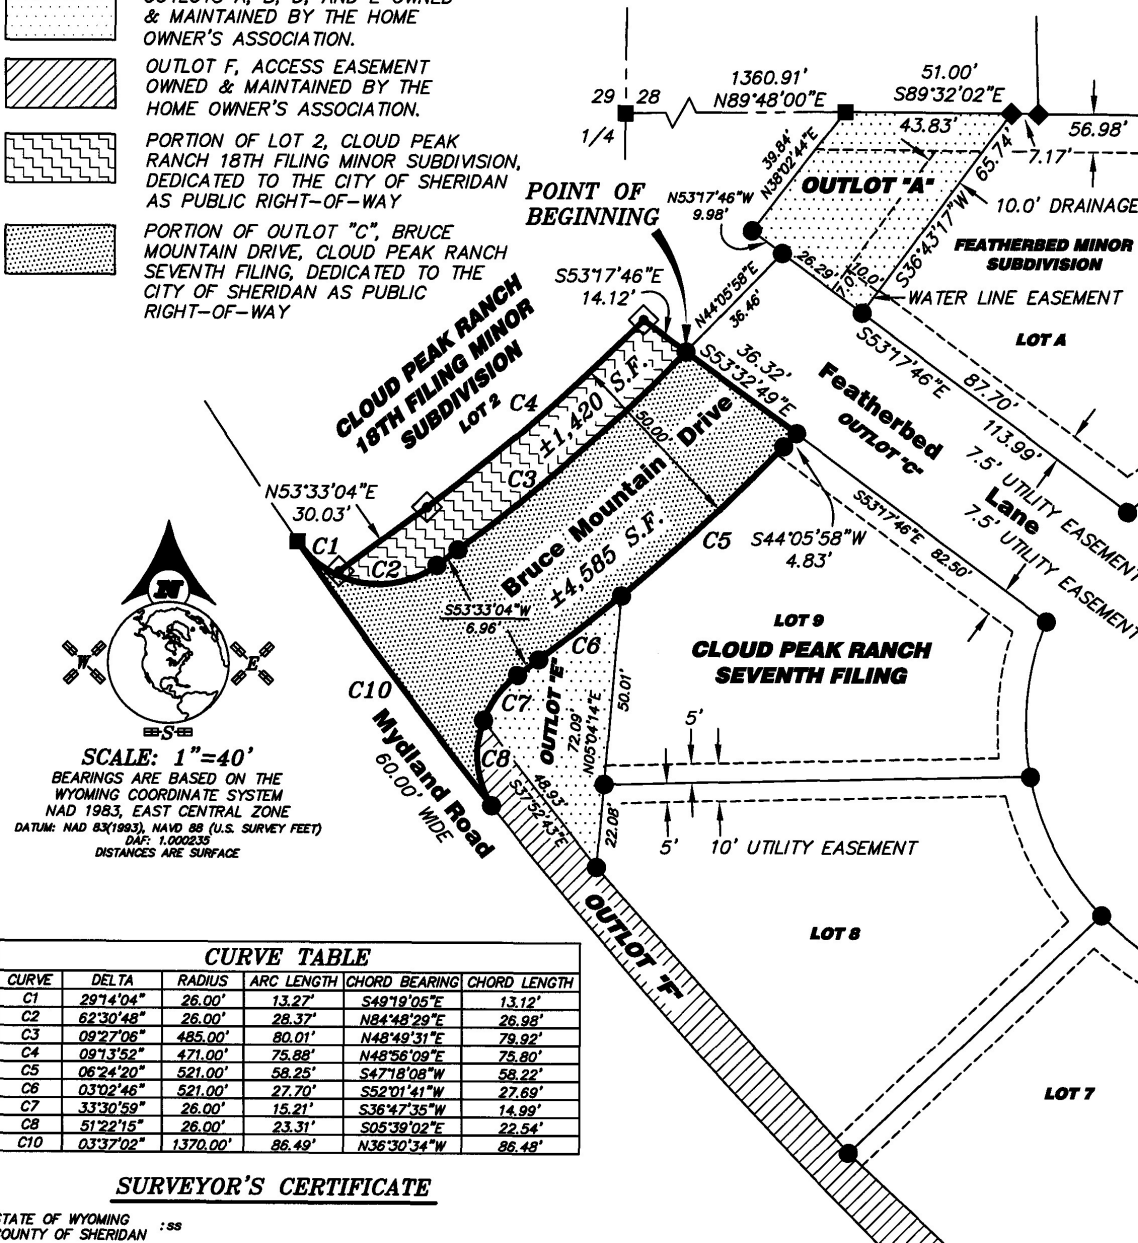 & MAINTAINED BY THE HOME
OWNER'S ASSOCIATION.
OUTLOT F, ACCESS EASEMENT
OWNED & MAINTAINED BY THE
HOME OWNER'S ASSOCIATION.
PORTION OF LOT 2, CLOUD PEAK
RANCH 18TH FILING MINOR SUBDIVISION,
DEDICATED TO THE CITY OF SHERIDAN
AS PUBLIC RIGHT-OF-WAY
PORTION OF OUTLOT "C", BRUCE
MOUNTAIN DRIVE, CLOUD PEAK RANCH
SEVENTH FILING, DEDICATED TO THE
CITY OF SHERIDAN AS PUBLIC
RIGHT-OF-WAY
29 28
1/4
1360.91'
N89°48'00"E
51.00'
S89°32'02"E
43.83'
56.98'
7.17'
39.84'
N38°02'44"E
OUTLOT "A"
65.74'
S36°43'17"W
10.0' DRAINAGE
FEATHERBED MINOR
SUBDIVISION
WATER LINE EASEMENT
LOT A
POINT OF
BEGINNING
N53°17'46"W
9.98'
26.29'
17.0'
10.0'
S53°17'46"E
14.12'
N44°05'58"E
36.46'
36.32'
S53°32'49"E
S53°17'46"E
87.70'
113.99'
Featherbed
OUTLOT "C"
Lane
7.5' UTILITY EASEMENT
7.5' UTILITY EASEMENT
CLOUD PEAK RANCH
18TH FILING MINOR
SUBDIVISION
LOT 2
C4
±1,420 S.F.
C3
50.00'
Bruce Mountain Drive
±4,585 S.F.
C5
S44°05'58"W
4.83'
S53°17'46"E 82.50'
N53°33'04"E
30.03'
C1
C2
S53°33'04"W
6.96'
C6
C7
C8
C10
OUTLOT "E"
72.09'
N05°04'14"E
50.01'
22.08'
48.93'
S37°52'43"E
Mydland Road
60.00' WIDE
LOT 9
CLOUD PEAK RANCH
SEVENTH FILING
5'
5'
10' UTILITY EASEMENT
LOT 8
OUTLOT "F"
LOT 7
N
W
E
S
SCALE: 1"=40'
BEARINGS ARE BASED ON THE
WYOMING COORDINATE SYSTEM
NAD 1983, EAST CENTRAL ZONE
DATUM: NAD 83(1993), NAVD 88 (U.S. SURVEY FEET)
DAF: 1.000235
DISTANCES ARE SURFACE
CURVE TABLE
CURVE DELTA RADIUS ARC LENGTH CHORD BEARING CHORD LENGTH
C1 29°14'04" 26.00' 13.27' S49°19'05"E 13.12'
C2 62°30'48" 26.00' 28.37' N84°48'29"E 26.98'
C3 09°27'06" 485.00' 80.01' N48°49'31"E 79.92'
C4 09°13'52" 471.00' 75.88' N48°56'09"E 75.80'
C5 06°24'20" 521.00' 58.25' S47°18'08"W 58.22'
C6 03°02'46" 521.00' 27.70' S52°01'41"W 27.69'
C7 33°30'59" 26.00' 15.21' S36°47'35"W 14.99'
C8 51°22'15" 26.00' 23.31' S05°39'02"E 22.54'
C10 03°37'02" 1370.00' 86.49' N36°30'34"W 86.48'
SURVEYOR'S CERTIFICATE
STATE OF WYOMING
COUNTY OF SHERIDAN :ss